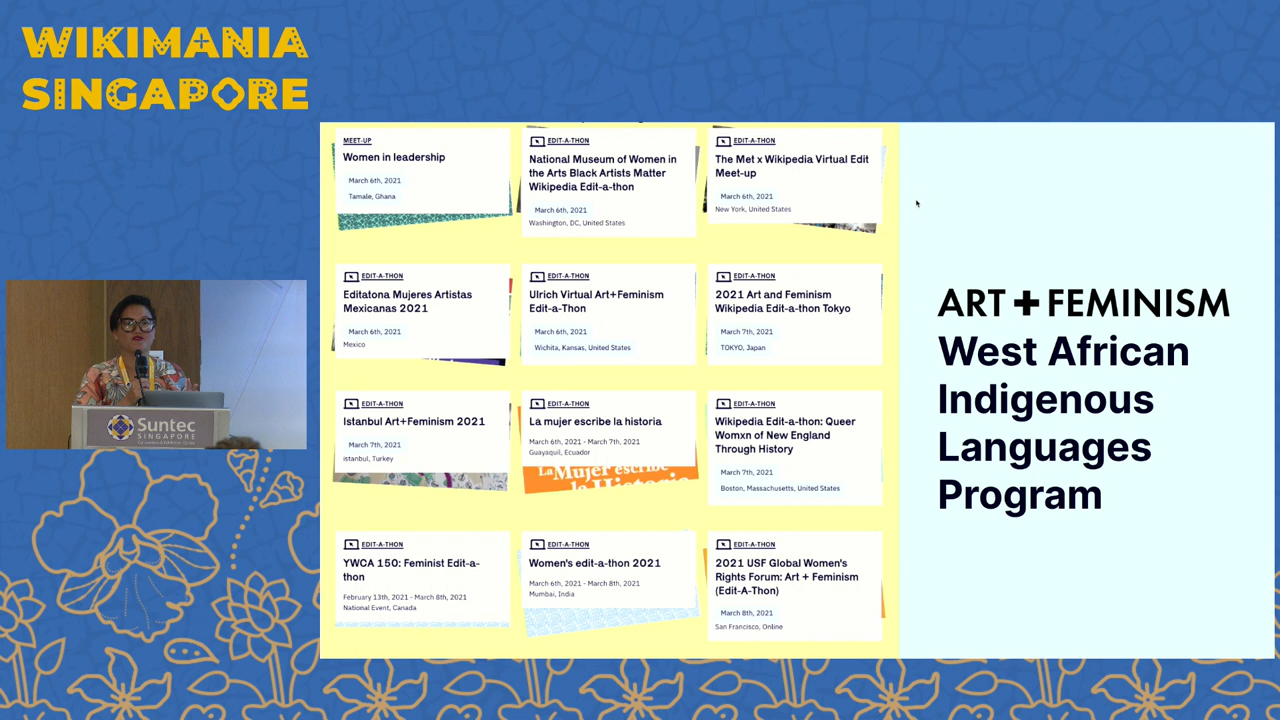 WIKIMANIA
SINGAPORE
Suntec
SINGAPORE
MEET-UP
Women in leadership
March 6th, 2021
Tamale, Ghana
EDIT-A-THON
National Museum of Women in
the Arts Black Artists Matter
Wikipedia Edit-a-thon
March 6th, 2021
Washington, DC, United States
EDIT-A-THON
The Met x Wikipedia Virtual Edit
Meet-up
March 6th, 2021
New York, United States
EDIT-A-THON
Editatona Mujeres Artistas
Mexicanas 2021
March 6th, 2021
Mexico
EDIT-A-THON
Ulrich Virtual Art+Feminism
Edit-a-Thon
March 6th, 2021
Wichita, Kansas, United States
EDIT-A-THON
2021 Art and Feminism
Wikipedia Edit-a-thon Tokyo
March 7th, 2021
TOKYO, Japan
EDIT-A-THON
Istanbul Art+Feminism 2021
March 7th, 2021
istanbul, Turkey
EDIT-A-THON
La mujer escribe la historia
March 6th, 2021 - March 7th, 2021
Guayaquil, Ecuador
La Mujer escribe
la Historia
EDIT-A-THON
Wikipedia Edit-a-thon: Queer
Womxn of New England
Through History
March 7th, 2021
Boston, Massachusetts, United States
EDIT-A-THON
YWCA 150: Feminist Edit-a-
thon
February 13th, 2021 - March 8th, 2021
National Event, Canada
EDIT-A-THON
Women's edit-a-thon 2021
March 6th, 2021 - March 8th, 2021
Mumbai, India
EDIT-A-THON
2021 USF Global Women's
Rights Forum: Art + Feminism
(Edit-A-Thon)
March 8th, 2021
San Francisco, Online
ART + FEMINISM
West African
Indigenous
Languages
Program